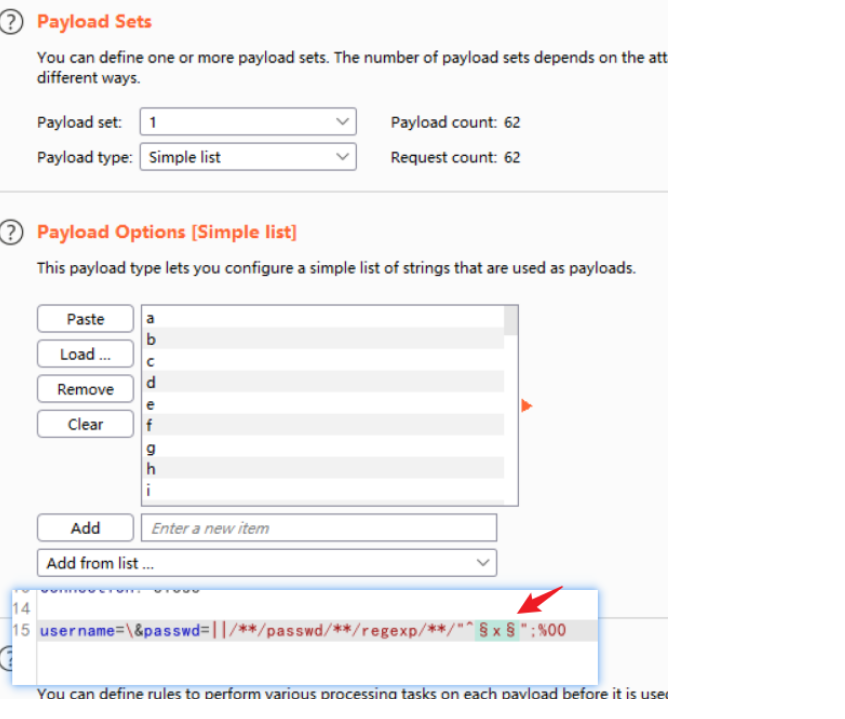 Payload Sets
You can define one or more payload sets. The number of payload sets depends on the att
different ways.
Payload set: 1 Payload count: 62
Payload type: Simple list Request count: 62
Payload Options [Simple list]
This payload type lets you configure a simple list of strings that are used as payloads.
Paste
Load ...
Remove
Clear
a
b
c
d
e
f
g
h
i
Add Enter a new item
Add from list ...
14
15 username=\&passwd=||/**/passwd/**/regexp/**/"^§x§";%00
You can define rules to perform various processing tasks on each payload before it is used